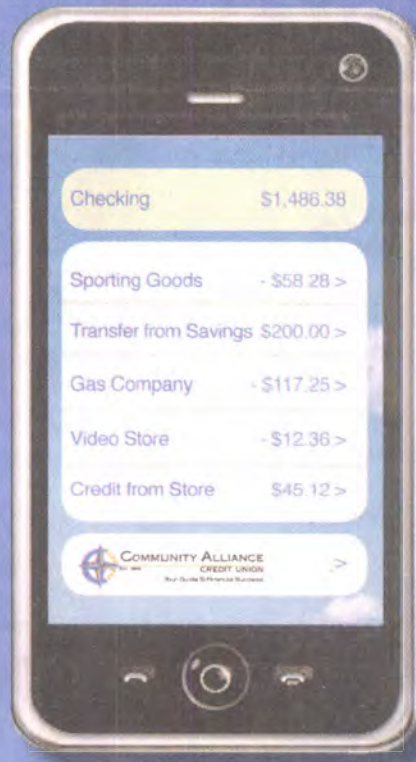 Checking $1,486.38
Sporting Goods - $58.28 >
Transfer from Savings $200.00 >
Gas Company - $117.25 >
Video Store - $12.36 >
Credit from Store $45.12 >
COMMUNITY ALLIANCE
CREDIT UNION
>